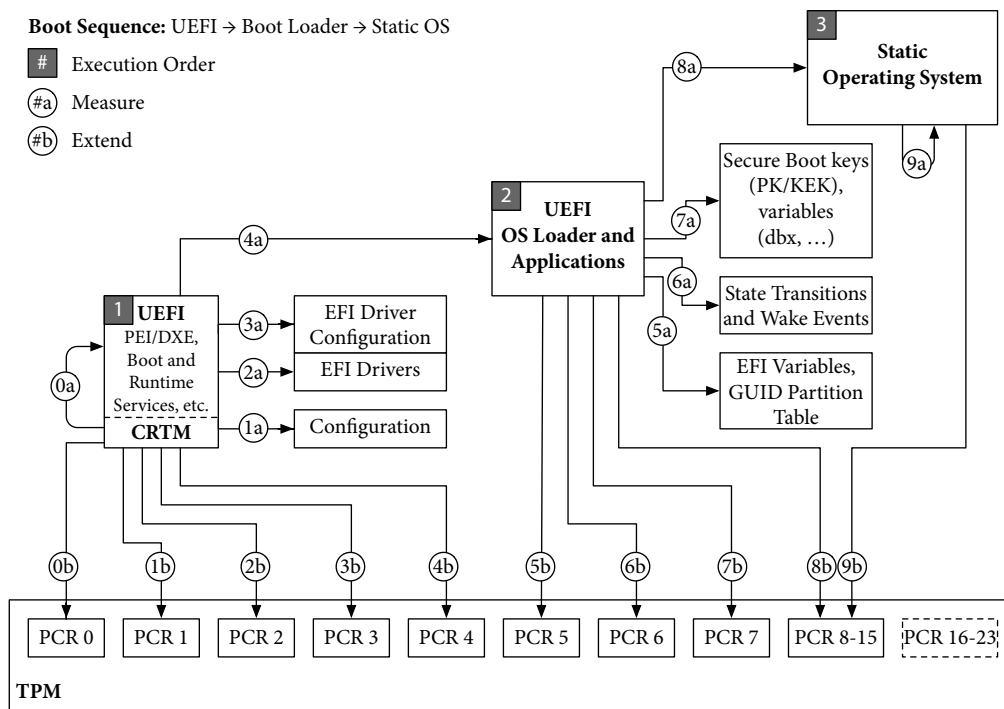 Boot Sequence: UEFI → Boot Loader → Static OS
# Execution Order
#a Measure
#b Extend
3
Static
Operating System
8a
9a
Secure Boot keys
(PK/KEK),
variables
(dbx, …)
2
UEFI
OS Loader and
Applications
7a
4a
6a
State Transitions
and Wake Events
1
UEFI
PEI/DXE,
Boot and
Runtime
Services, etc.
CRTM
3a
EFI Driver
Configuration
5a
0a
2a
EFI Drivers
EFI Variables,
GUID Partition
Table
1a
Configuration
0b
1b
2b
3b
4b
5b
6b
7b
8b
9b
PCR 0
PCR 1
PCR 2
PCR 3
PCR 4
PCR 5
PCR 6
PCR 7
PCR 8-15
PCR 16-23
TPM